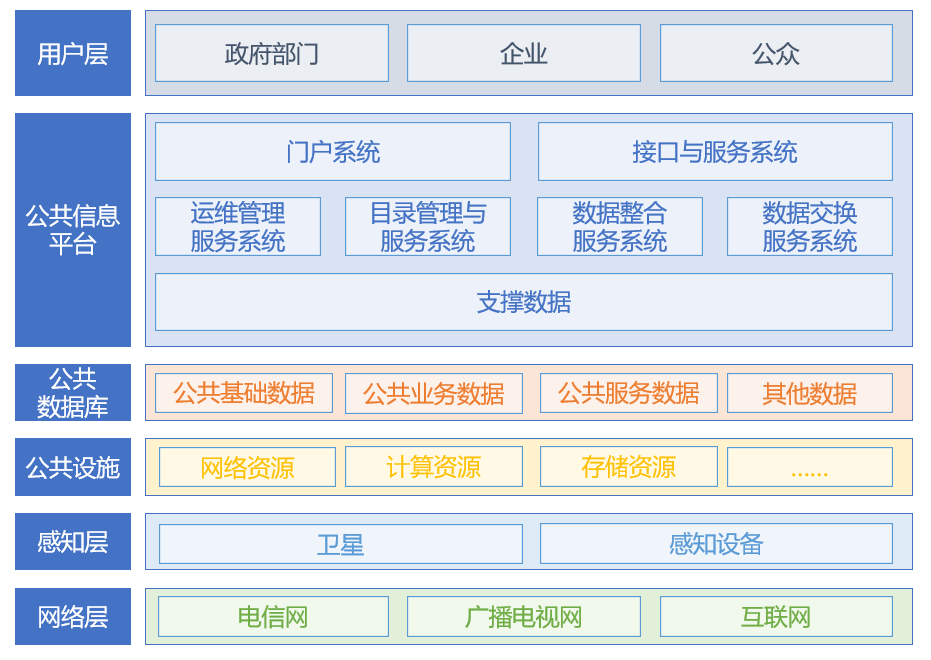 用户层
政府部门
企业
公众
公共信息
平台
门户系统
接口与服务系统
运维管理
服务系统
目录管理与
服务系统
数据整合
服务系统
数据交换
服务系统
支撑数据
公共
数据库
公共基础数据
公共业务数据
公共服务数据
其他数据
公共设施
网络资源
计算资源
存储资源
......
感知层
卫星
感知设备
网络层
电信网
广播电视网
互联网